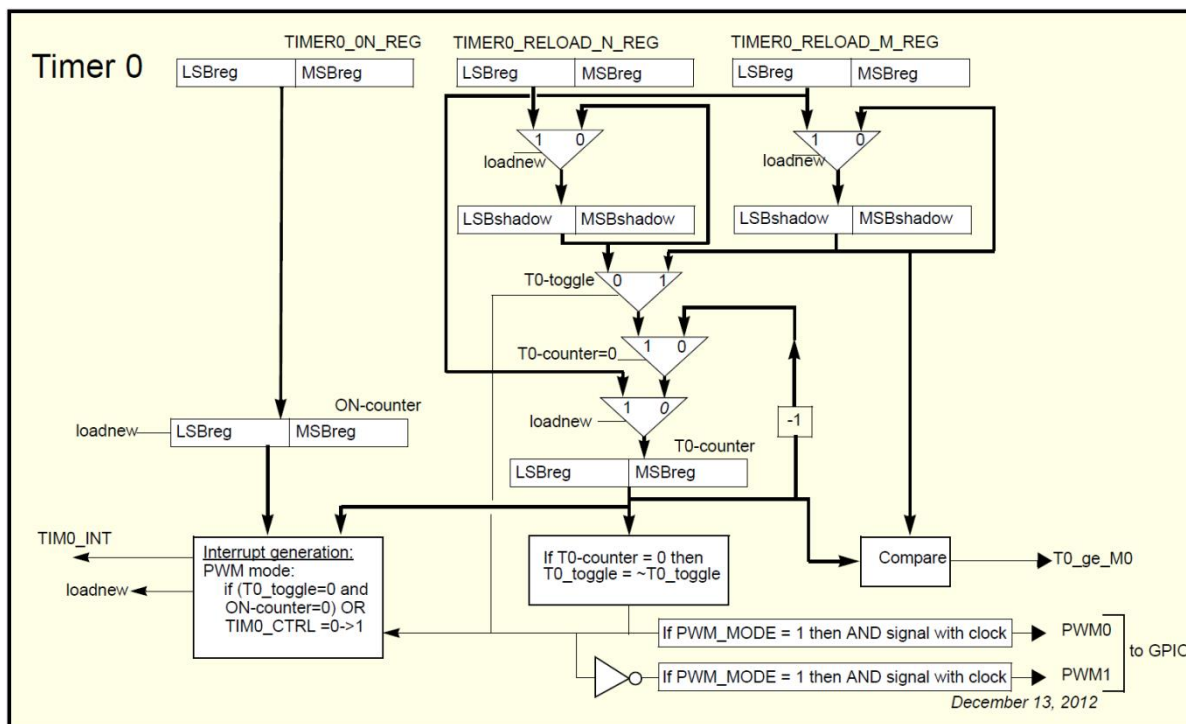 Timer 0
TIMER0_0N_REG
TIMER0_RELOAD_N_REG
TIMER0_RELOAD_M_REG
LSBreg MSBreg
LSBreg MSBreg
LSBreg MSBreg
1 0
loadnew
1 0
loadnew
LSBshadow MSBshadow
LSBshadow MSBshadow
T0-toggle
0 1
T0-counter=0
1 0
loadnew
1 0
-1
ON-counter
loadnew
LSBreg MSBreg
T0-counter
LSBreg MSBreg
TIM0_INT
loadnew
Interrupt generation:
PWM mode:
if (T0_toggle=0 and
ON-counter=0) OR
TIM0_CTRL =0->1
If T0-counter = 0 then
T0_toggle = ~T0_toggle
Compare
T0_ge_M0
If PWM_MODE = 1 then AND signal with clock
PWM0
If PWM_MODE = 1 then AND signal with clock
PWM1
to GPIO
December 13, 2012